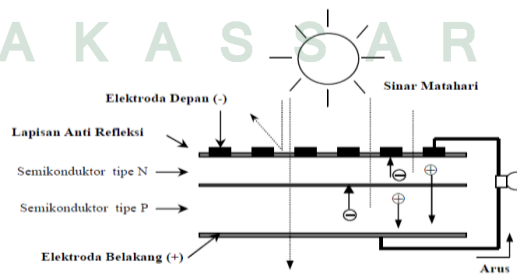 A K A S S A R
Sinar Matahari
Elektroda Depan (-)
Lapisan Anti Refleksi
Semikonduktor tipe N
Semikonduktor tipe P
Elektroda Belakang (+)
Arus